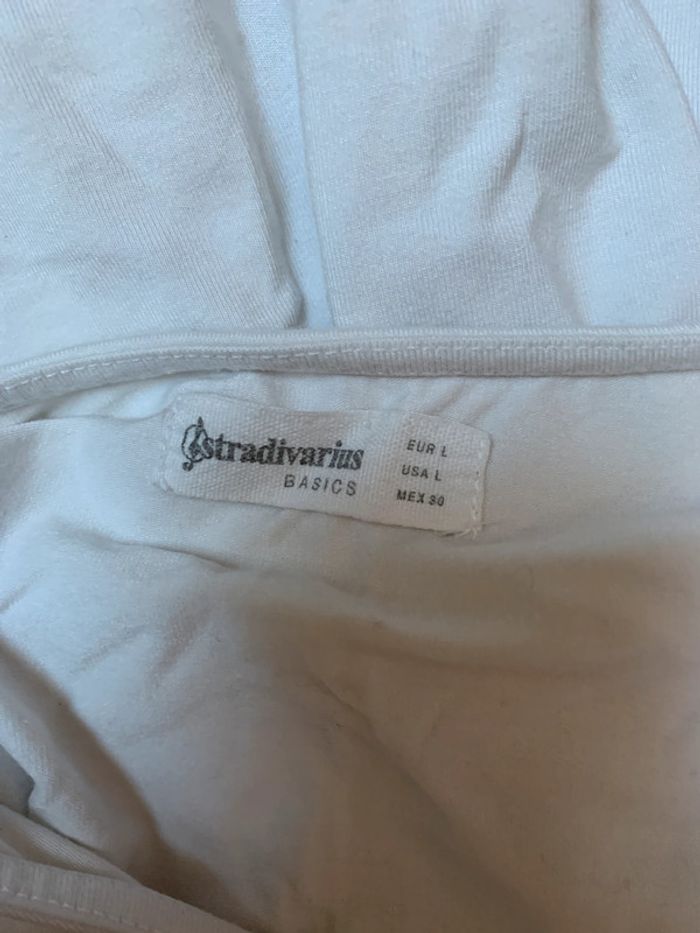 stradivarius
BASICS
EUR L
USA L
MEX 30